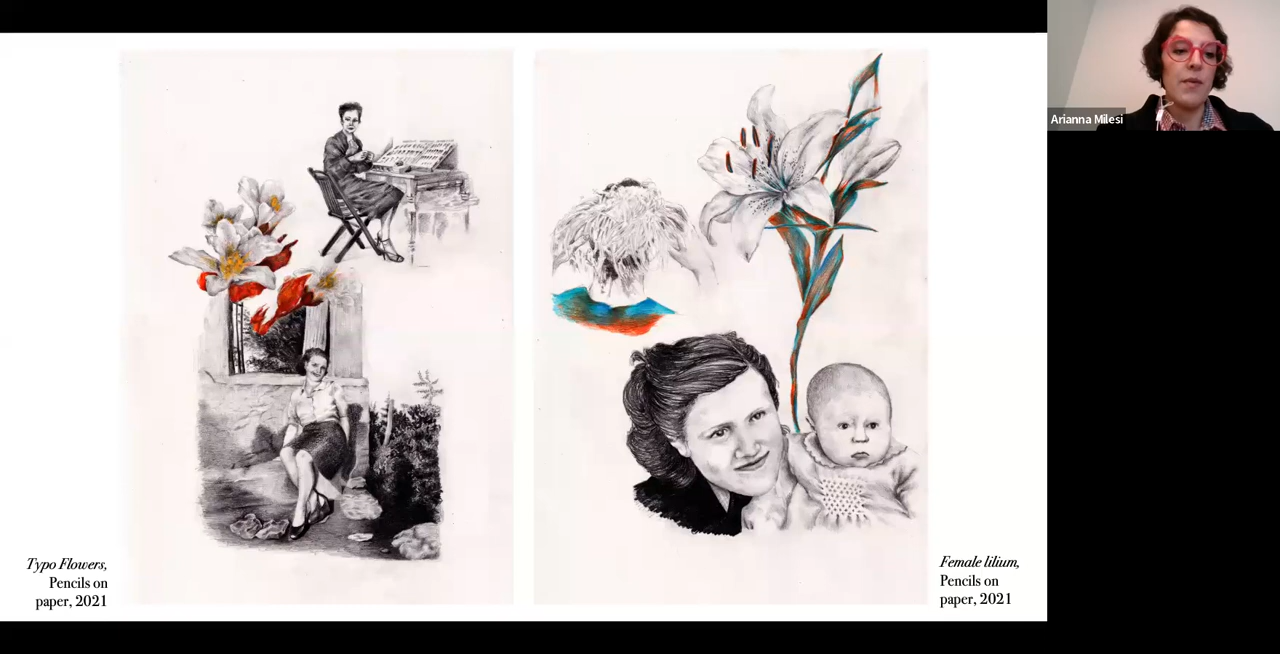 Arianna Milesi
Typo Flowers,
Pencils on
paper, 2021
Female lilium,
Pencils on
paper, 2021